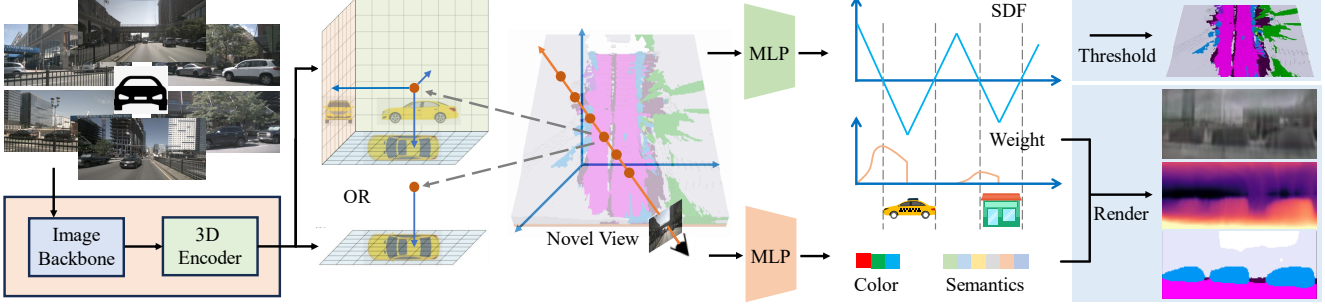 Image
Backbone
3D
Encoder
OR
Novel View
MLP
MLP
SDF
Weight
Color
Semantics
Threshold
Render